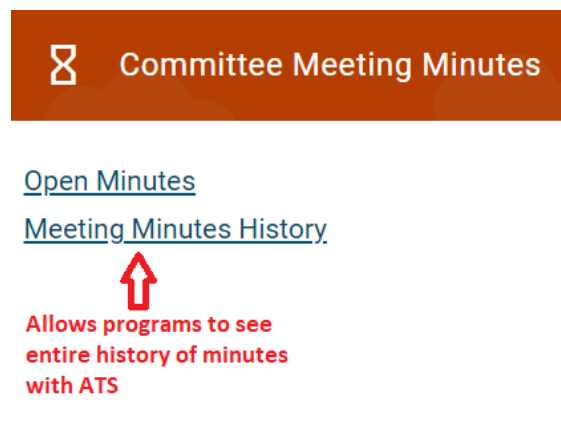 Committee Meeting Minutes
Open Minutes
Meeting Minutes History
Allows programs to see
entire history of minutes
with ATS